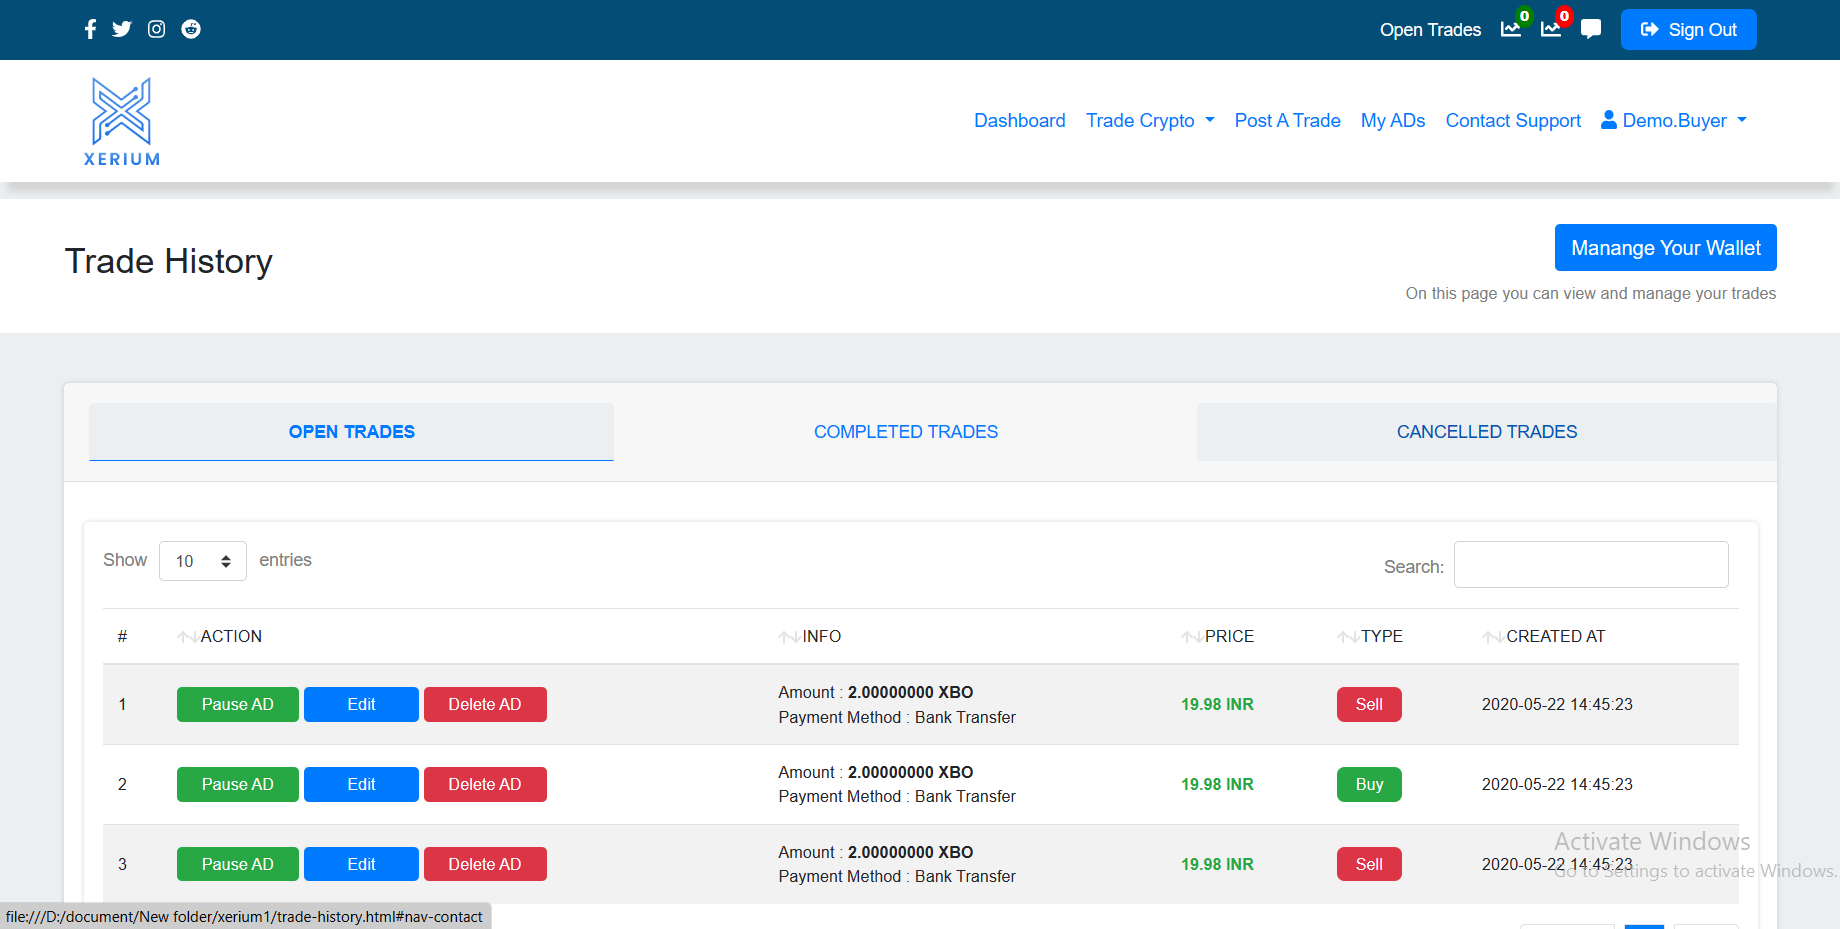 Open Trades 0 0 Sign Out
XERIUM
Dashboard Trade Crypto Post A Trade My ADs Contact Support Demo.Buyer
Trade History
Manange Your Wallet
On this page you can view and manage your trades
OPEN TRADES COMPLETED TRADES CANCELLED TRADES
Show 10 entries Search:
# ACTION INFO PRICE TYPE CREATED AT
1 Pause AD Edit Delete AD Amount : 2.00000000 XBO 19.98 INR Sell 2020-05-22 14:45:23
Payment Method : Bank Transfer
2 Pause AD Edit Delete AD Amount : 2.00000000 XBO 19.98 INR Buy 2020-05-22 14:45:23
Payment Method : Bank Transfer
3 Pause AD Edit Delete AD Amount : 2.00000000 XBO 19.98 INR Sell 2020-05-22 14:45:23
Payment Method : Bank Transfer
Activate Windows
Go to Settings to activate Windows.
file:///D:/document/New folder/xerium1/trade-history.html#nav-contact